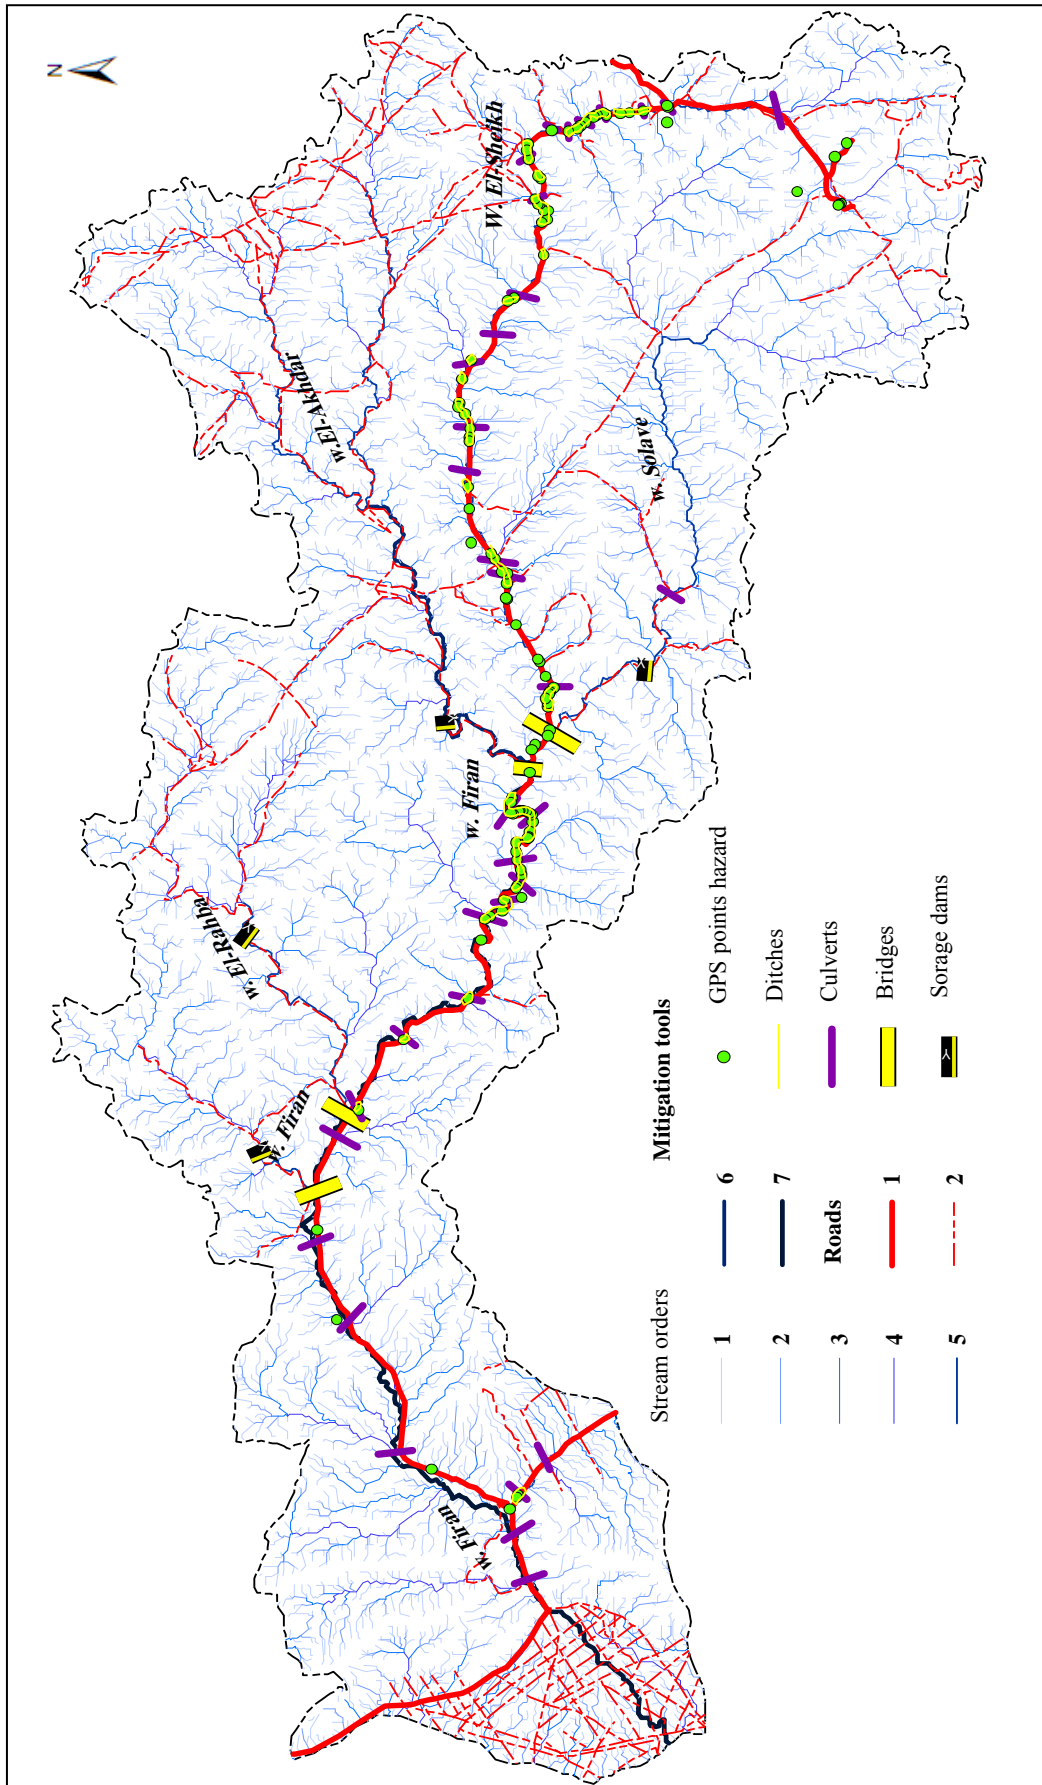 N
W. El-Sheikh
w.El-Akhdar
w. Solave
w. Firan
w. El-Rahba
w. Firan
w. Firan
Stream orders
1
2
3
4
5
6
7
Roads
1
2
Mitigation tools
GPS points hazard
Ditches
Culverts
Bridges
Sorage dams